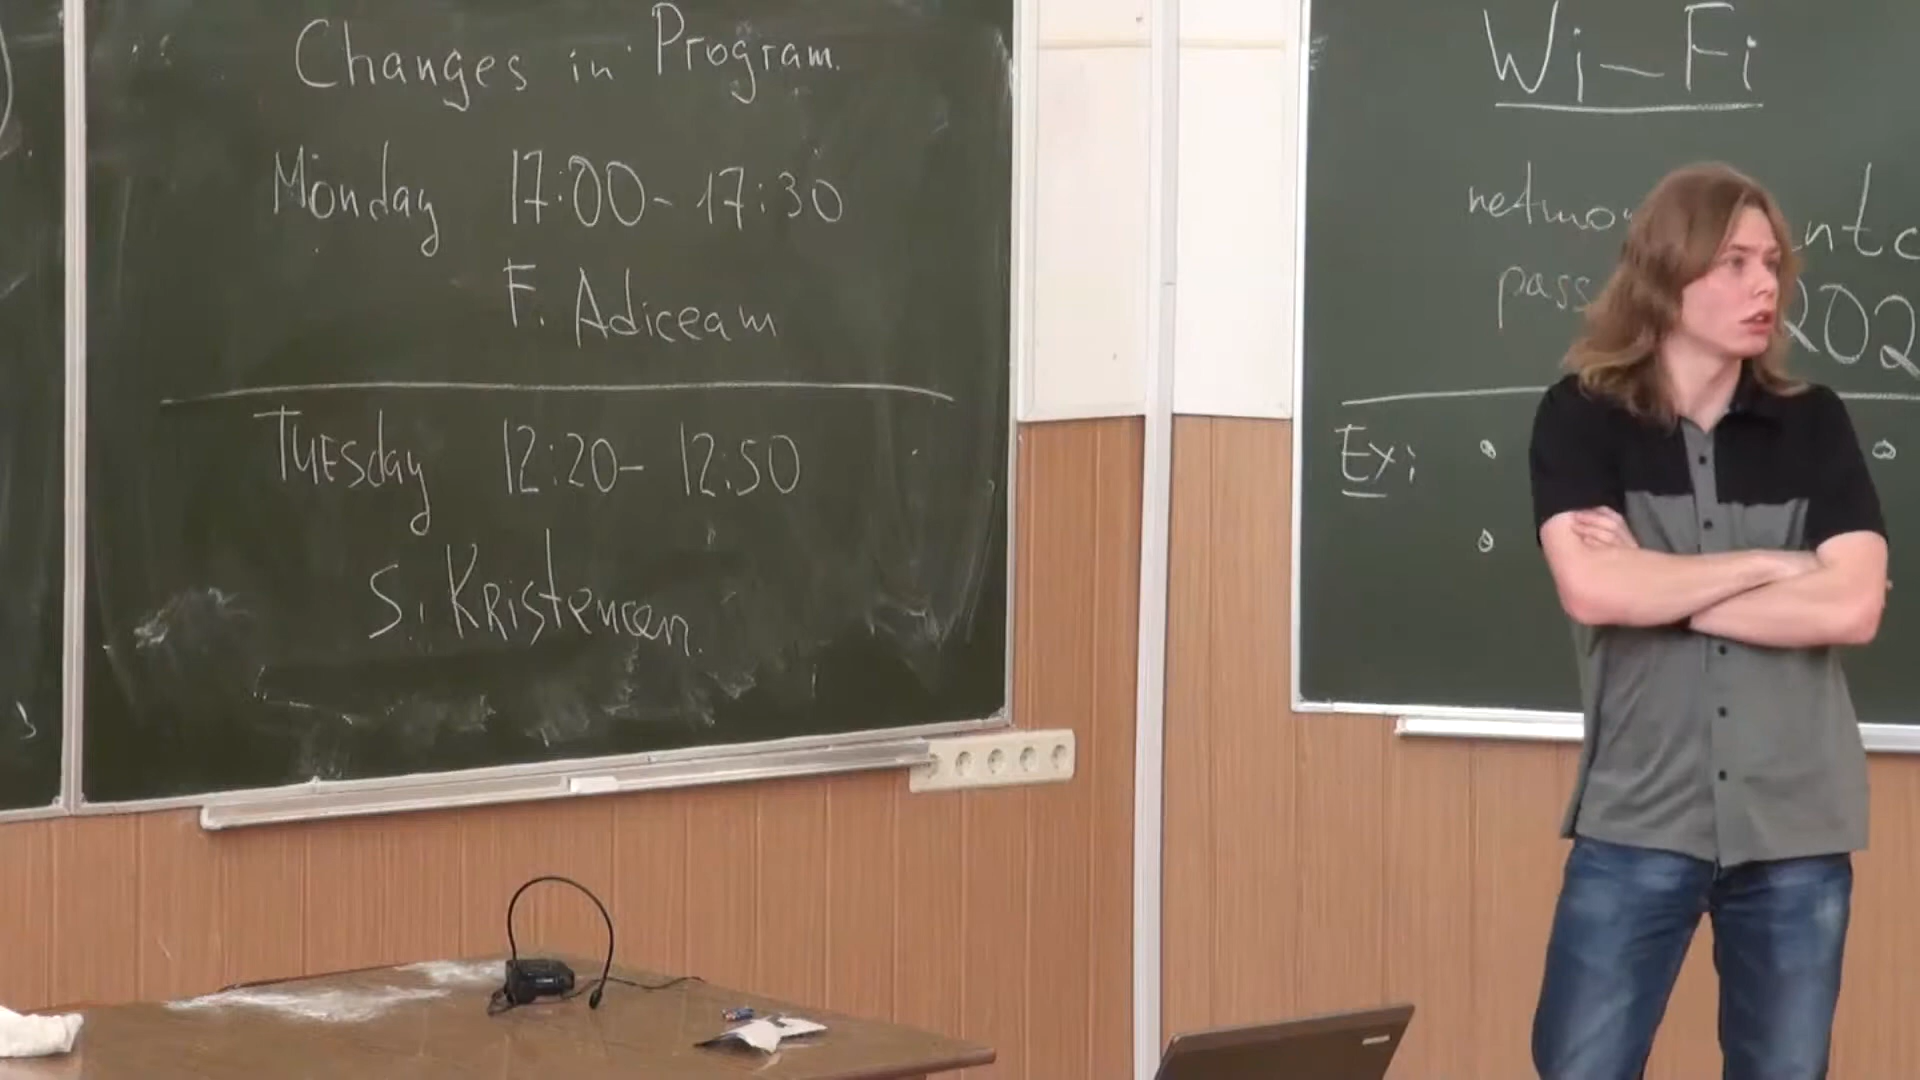 Changes in Program.
Monday 17:00-17:30
F. Adiceam
Tuesday 12:20-12:50
S. Kristensen.
Wi-Fi
Ex: